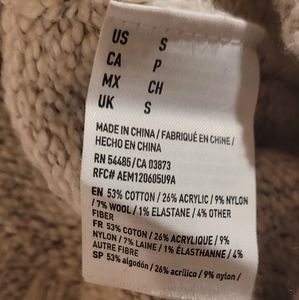 US S
CA P
MX CH
UK S
MADE IN CHINA / FABRIQUÉ EN CHINE /
HECHO EN CHINA
RN 54485/CA 03873
RFC# AEM120605U9A
EN 53% COTTON / 26% ACRYLIC / 9% NYLON
/ 7% WOOL / 1% ELASTANE / 4% OTHER
FIBER
FR 53% COTON / 26% ACRYLIQUE / 9%
NYLON / 7% LAINE / 1% ÉLASTHANNE / 4%
AUTRE FIBRE
SP 53% algodón / 26% acrílico / 9% nylon /